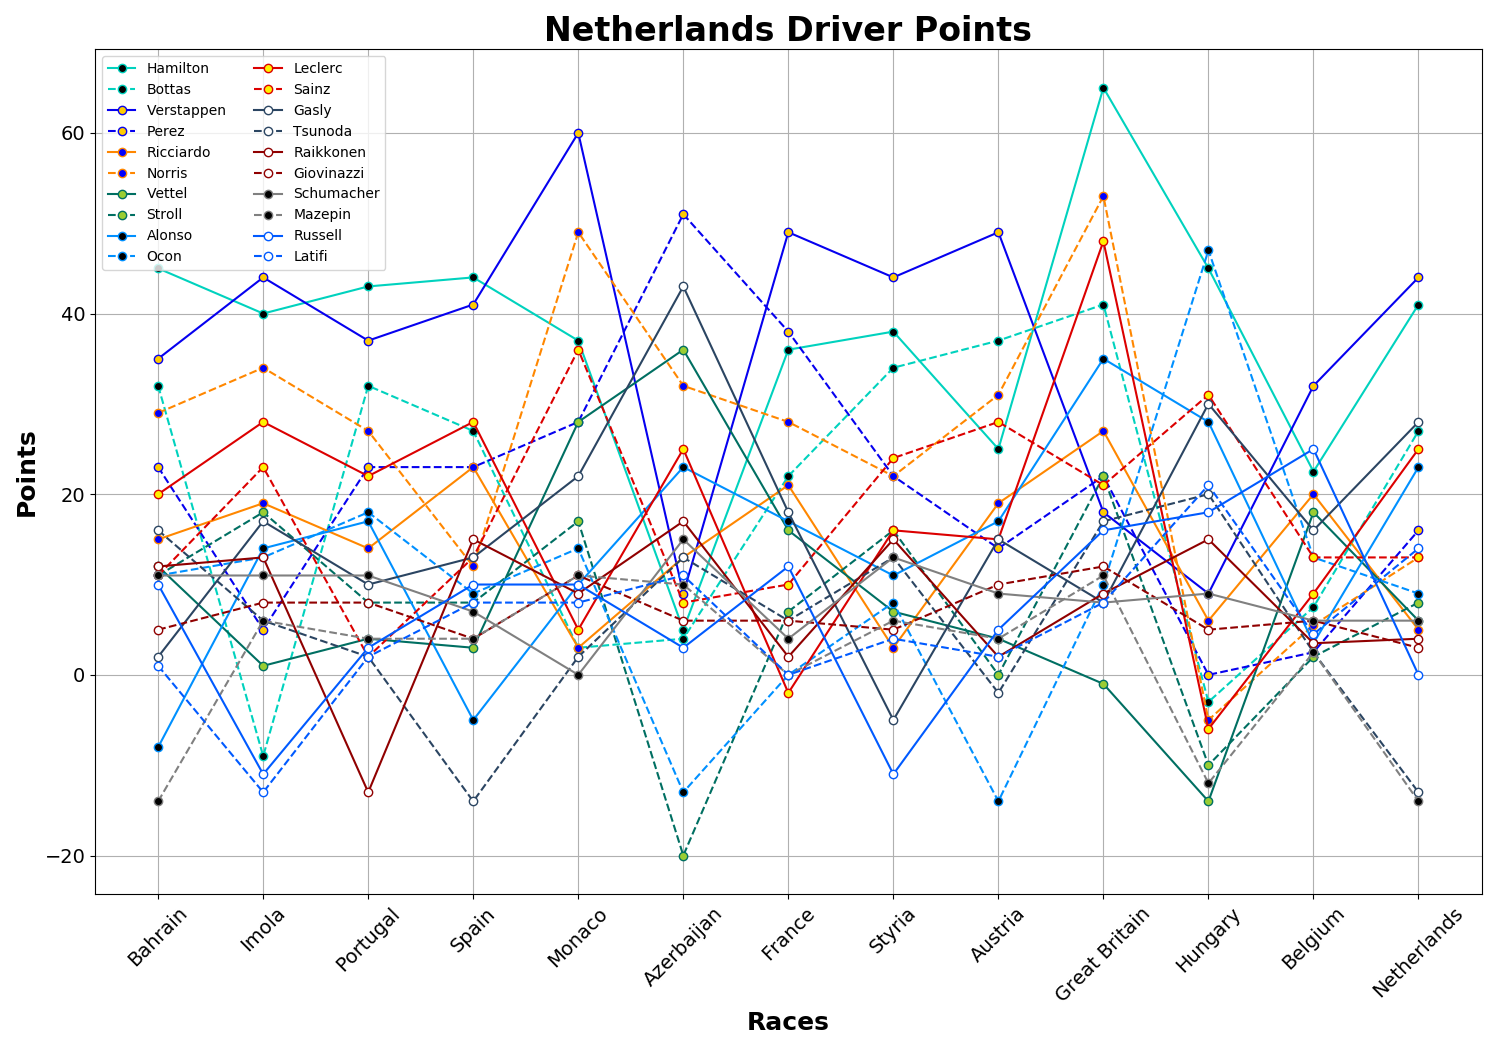 Netherlands Driver Points
Hamilton
Bottas
Verstappen
Perez
Ricciardo
Norris
Vettel
Stroll
Alonso
Ocon
Leclerc
Sainz
Gasly
Tsunoda
Raikkonen
Giovinazzi
Schumacher
Mazepin
Russell
Latifi
Points
60
40
20
0
−20
Bahrain
Imola
Portugal
Spain
Monaco
Azerbaijan
France
Styria
Austria
Great Britain
Hungary
Belgium
Netherlands
Races